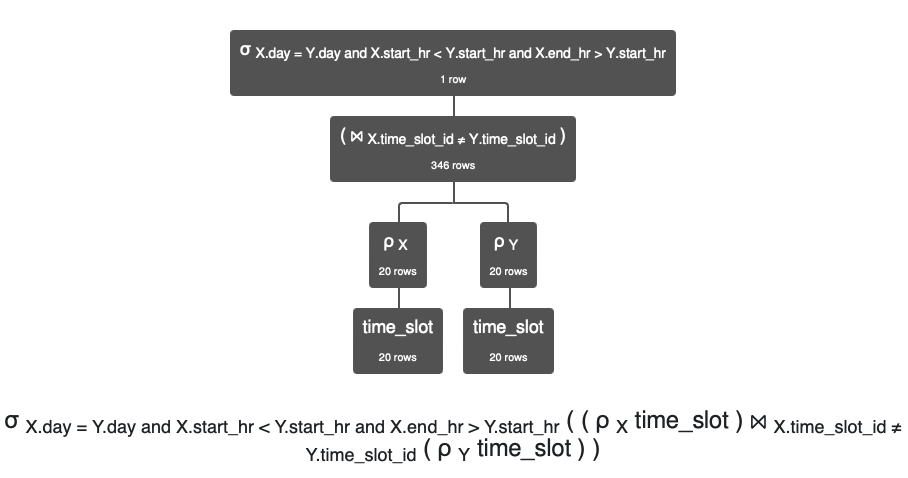 σ X.day = Y.day and X.start_hr < Y.start_hr and X.end_hr > Y.start_hr
1 row
( ⋈ X.time_slot_id ≠ Y.time_slot_id )
346 rows
ρ X
20 rows
ρ Y
20 rows
time_slot
20 rows
time_slot
20 rows
σ X.day = Y.day and X.start_hr < Y.start_hr and X.end_hr > Y.start_hr ( ( ρ X time_slot ) ⋈ X.time_slot_id ≠
Y.time_slot_id ( ρ Y time_slot ) )